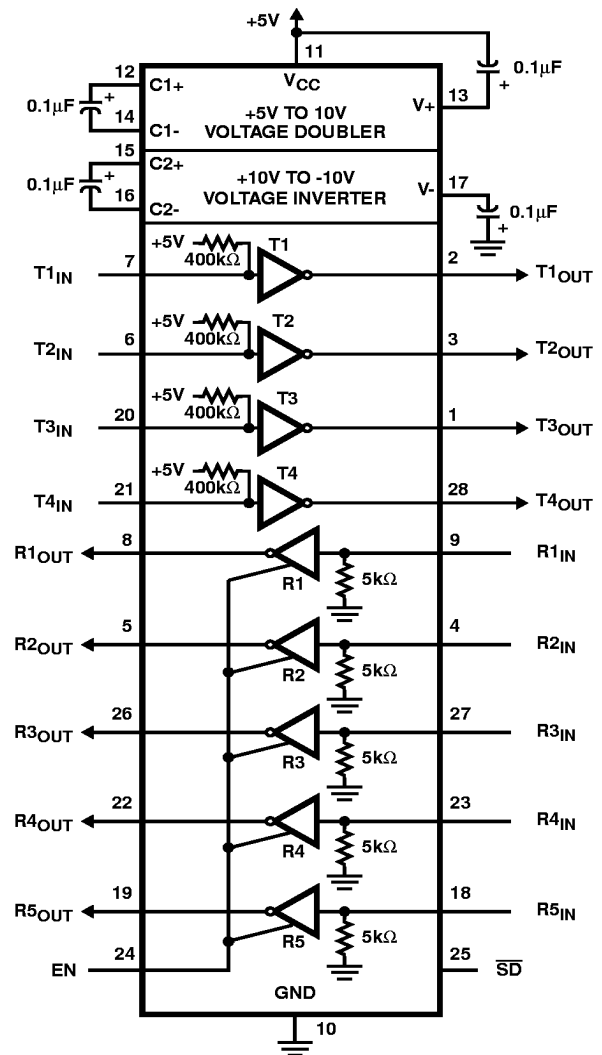 +5V
11
12
C1+
VCC
0.1μF
+
0.1μF
+
13
V+
+5V TO 10V
VOLTAGE DOUBLER
14
C1-
15
C2+
+10V TO -10V
VOLTAGE INVERTER
17
V-
0.1μF
+
16
C2-
0.1μF
+
+5V
400kΩ
T1
T1IN
7
2
T1OUT
+5V
400kΩ
T2
T2IN
6
3
T2OUT
+5V
400kΩ
T3
T3IN
20
1
T3OUT
+5V
400kΩ
T4
T4IN
21
28
T4OUT
R1OUT
8
9
R1IN
R1
5kΩ
R2OUT
5
4
R2IN
R2
5kΩ
R3OUT
26
27
R3IN
R3
5kΩ
R4OUT
22
23
R4IN
R4
5kΩ
R5OUT
19
18
R5IN
R5
5kΩ
EN
24
25
S̅D̅
GND
10